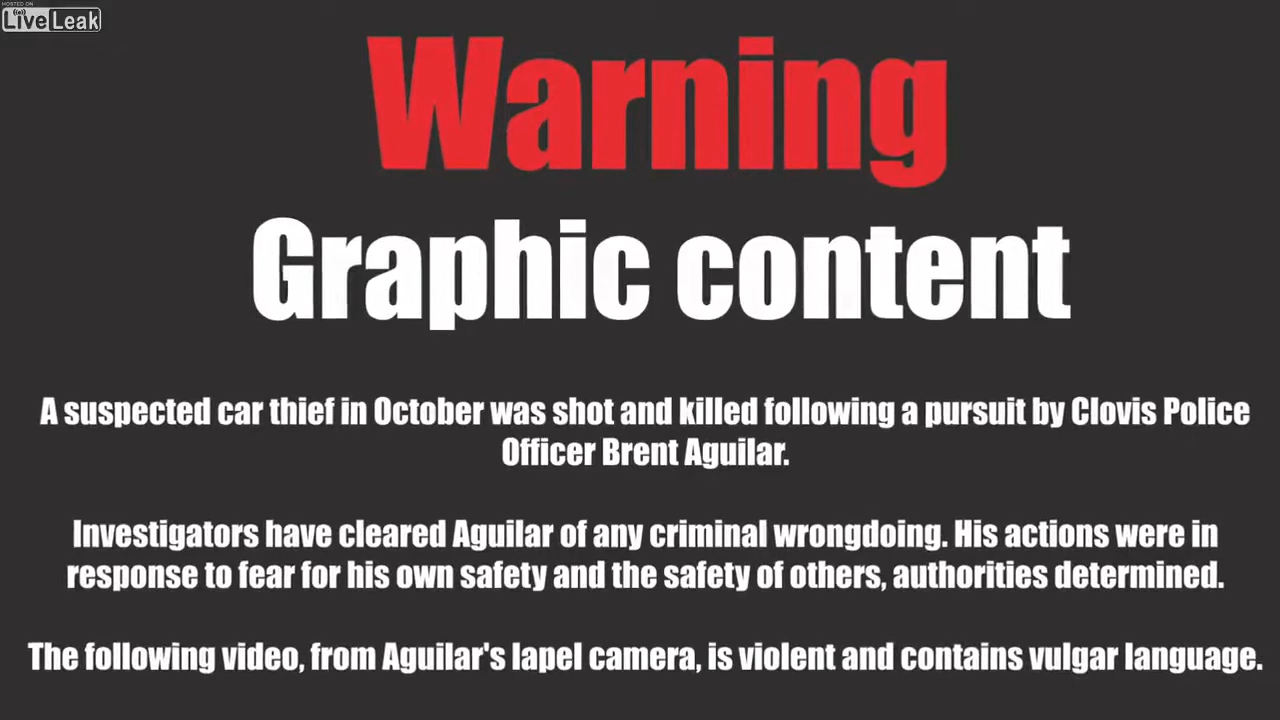 HOSTED ON
LiveLeak
Warning
Graphic content
A suspected car thief in October was shot and killed following a pursuit by Clovis Police
Officer Brent Aguilar.
Investigators have cleared Aguilar of any criminal wrongdoing. His actions were in
response to fear for his own safety and the safety of others, authorities determined.
The following video, from Aguilar's lapel camera, is violent and contains vulgar language.